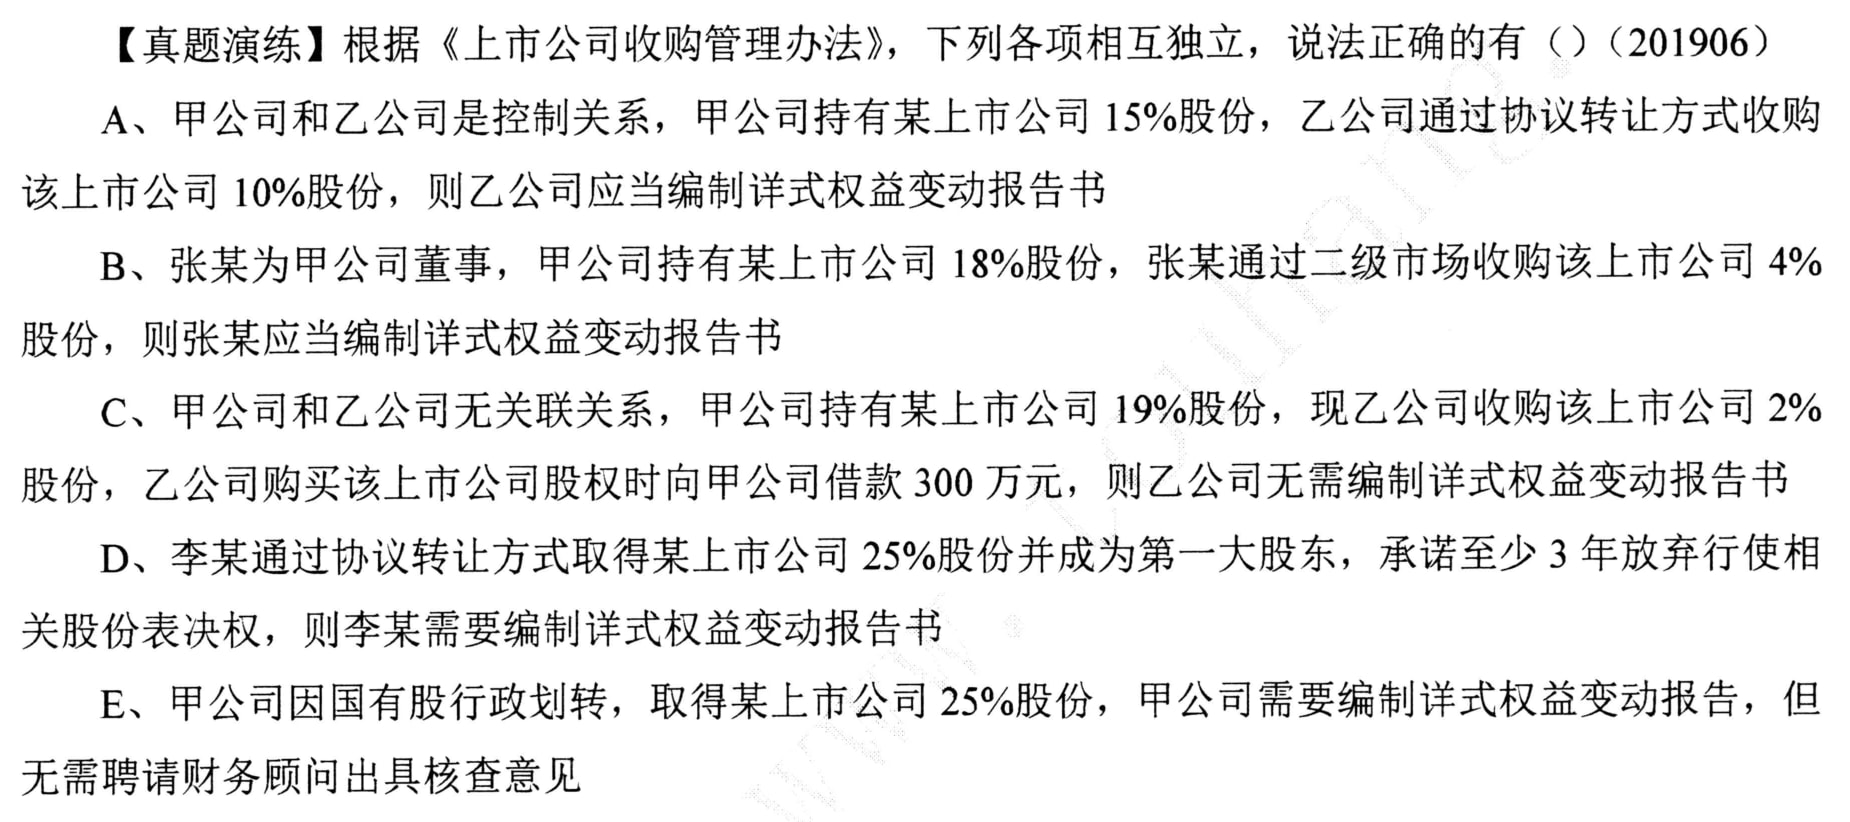 【真题演练】根据《上市公司收购管理办法》，下列各项相互独立，说法正确的有（）（201906）
A、甲公司和乙公司是控制关系，甲公司持有某上市公司 15%股份，乙公司通过协议转让方式收购
该上市公司 10%股份，则乙公司应当编制详式权益变动报告书
B、张某为甲公司董事，甲公司持有某上市公司 18%股份，张某通过二级市场收购该上市公司 4%
股份，则张某应当编制详式权益变动报告书
C、甲公司和乙公司无关联关系，甲公司持有某上市公司 19%股份，现乙公司收购该上市公司 2%
股份，乙公司购买该上市公司股权时向甲公司借款 300 万元，则乙公司无需编制详式权益变动报告书
D、李某通过协议转让方式取得某上市公司 25%股份并成为第一大股东，承诺至少 3 年放弃行使相
关股份表决权，则李某需要编制详式权益变动报告书
E、甲公司因国有股行政划转，取得某上市公司 25%股份，甲公司需要编制详式权益变动报告，但
无需聘请财务顾问出具核查意见